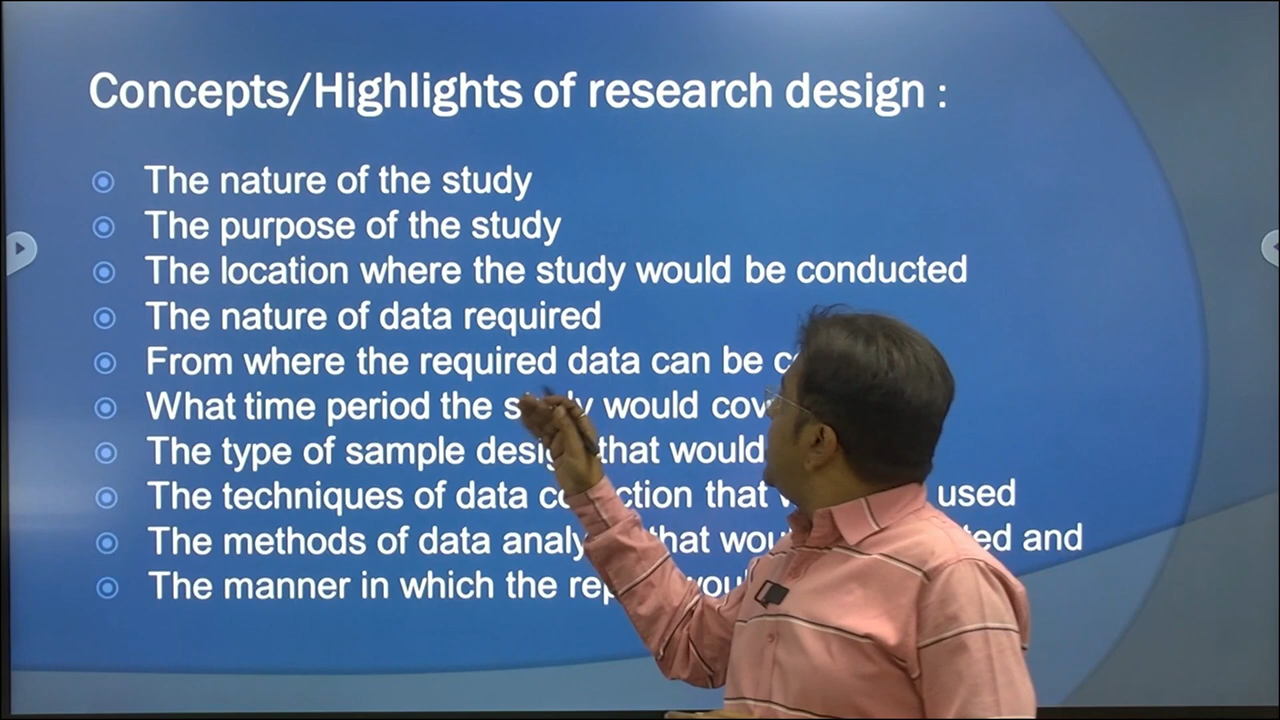 Concepts/Highlights of research design :
The nature of the study
The purpose of the study
The location where the study would be conducted
The nature of data required
From where the required data can be
What time period the would
The type of sample that would
The techniques of data that used
The methods of data that and
The manner in which the